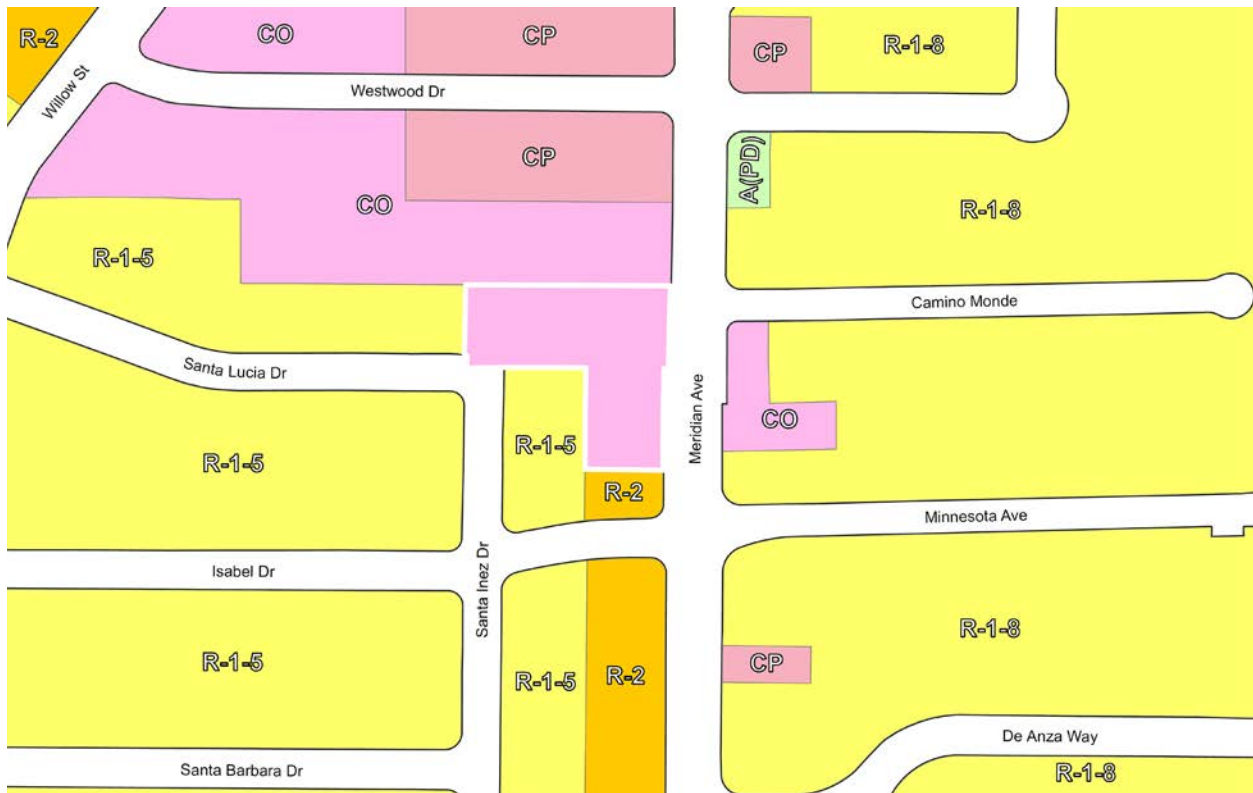 R-2
CO
CP
CP
R-1-8
Willow St
Westwood Dr
CP
A(PD)
CO
R-1-8
R-1-5
Camino Monde
Santa Lucia Dr
Meridian Ave
CO
R-1-5
R-1-5
R-2
Minnesota Ave
Isabel Dr
Santa Inez Dr
R-1-8
R-1-5
R-1-5
R-2
CP
De Anza Way
Santa Barbara Dr
R-1-8